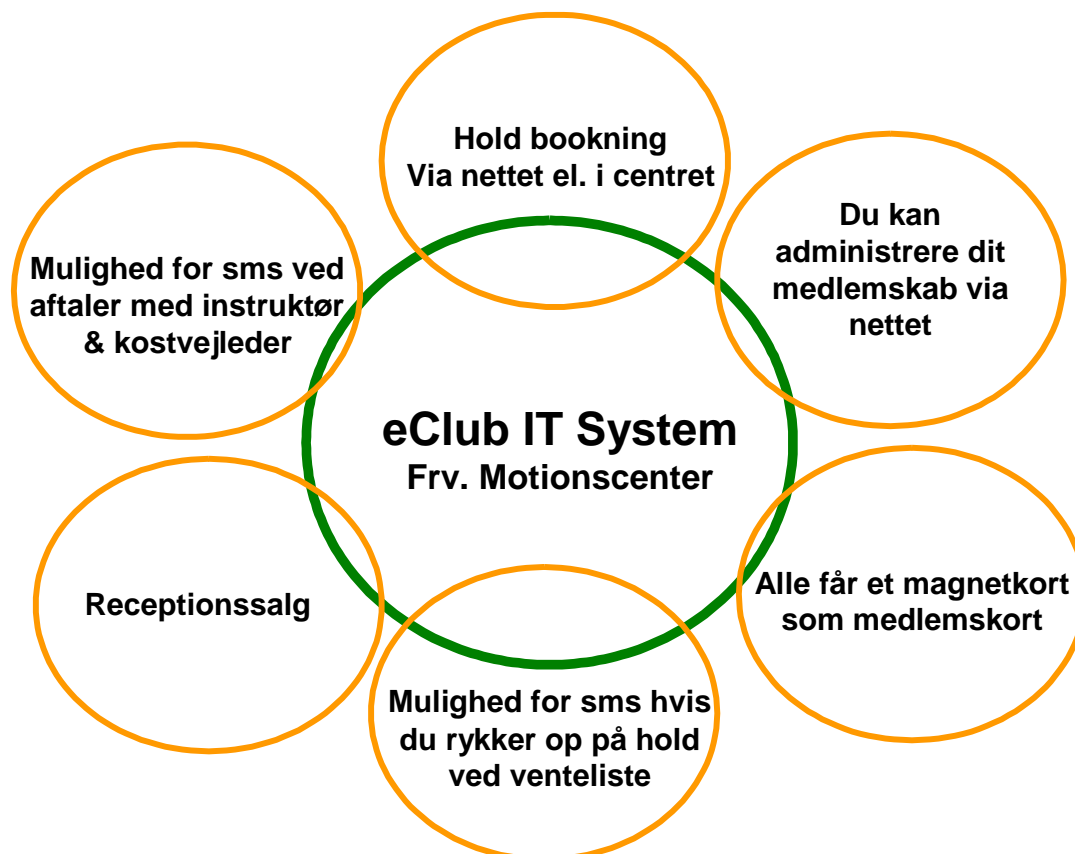 Hold bookning
Via nettet el. i centret
Du kan
administrere dit
medlemskab via
nettet
Mulighed for sms ved
aftaler med instruktør
& kostvejleder
eClub IT System
Frv. Motionscenter
Alle får et magnetkort
som medlemskort
Receptionssalg
Mulighed for sms hvis
du rykker op på hold
ved venteliste